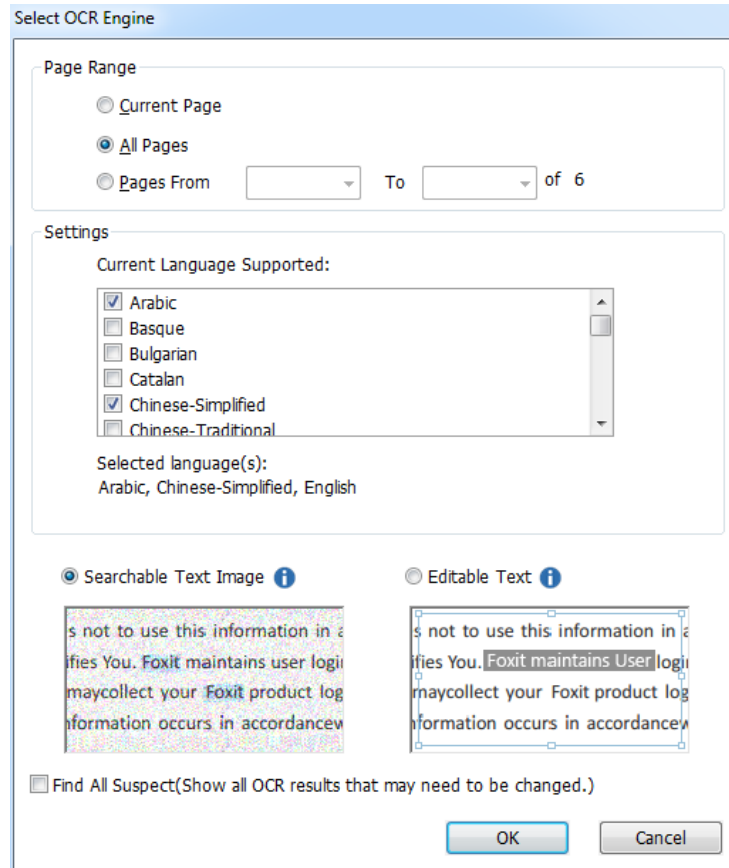 Select OCR Engine
Page Range
Current Page
All Pages
Pages From To of 6
Settings
Current Language Supported:
Arabic
Basque
Bulgarian
Catalan
Chinese-Simplified
Chinese-Traditional
Selected language(s):
Arabic, Chinese-Simplified, English
Searchable Text Image Editable Text
s not to use this information in a
ifies You. Foxit maintains user logi
maycollect your Foxit product log
nformation occurs in accordancew
s not to use this information in a
ifies You. Foxit maintains User logi
maycollect your Foxit product log
nformation occurs in accordancew
Find All Suspect(Show all OCR results that may need to be changed.)
OK Cancel